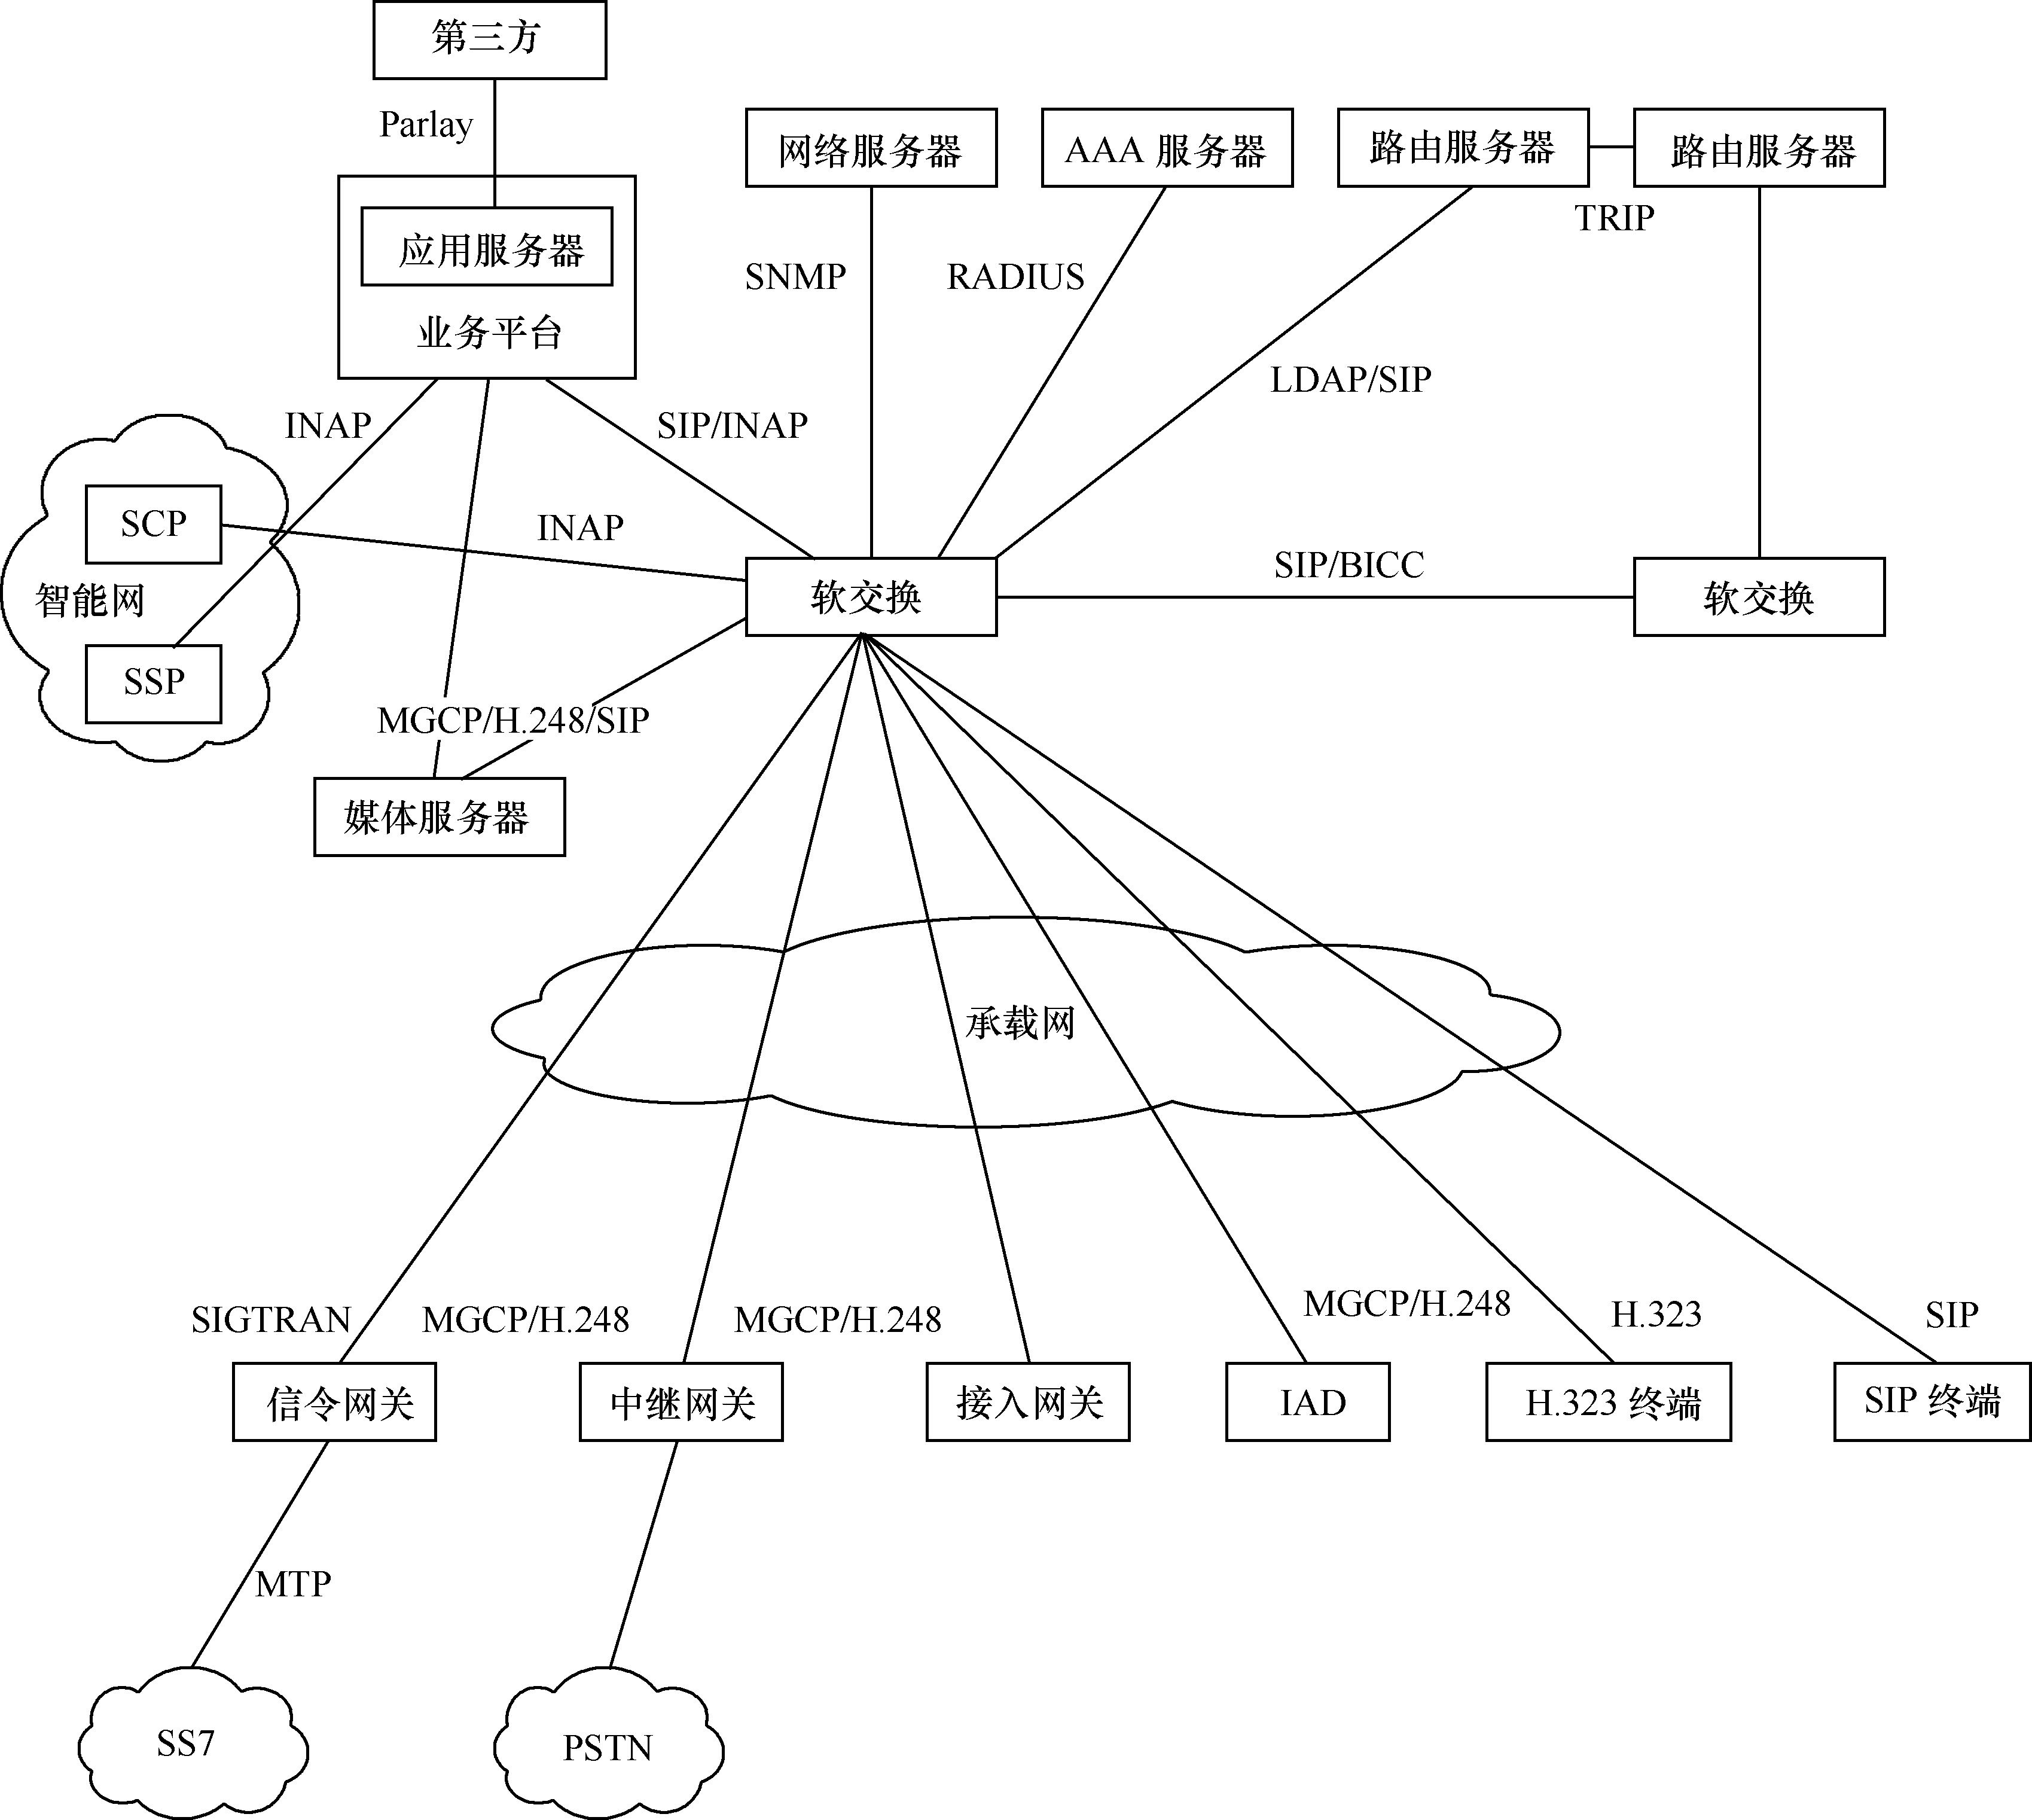 第三方
Parlay
网络服务器
AAA 服务器
路由服务器
路由服务器
TRIP
应用服务器
SNMP
RADIUS
业务平台
LDAP/SIP
INAP
SIP/INAP
SCP
INAP
SIP/BICC
智能网
软交换
软交换
SSP
MGCP/H.248/SIP
媒体服务器
承载网
SIGTRAN
MGCP/H.248
MGCP/H.248
MGCP/H.248
H.323
SIP
信令网关
中继网关
接入网关
IAD
H.323 终端
SIP 终端
MTP
SS7
PSTN